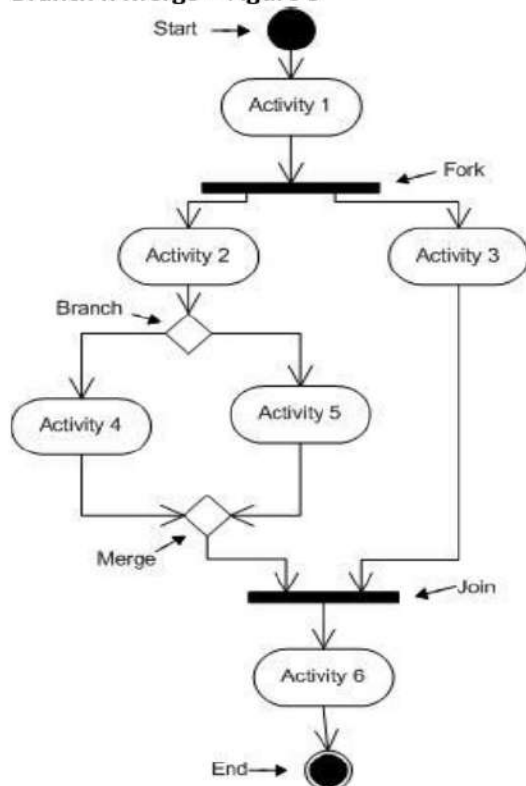 Start
Activity 1
Fork
Activity 2
Activity 3
Branch
Activity 4
Activity 5
Merge
Join
Activity 6
End